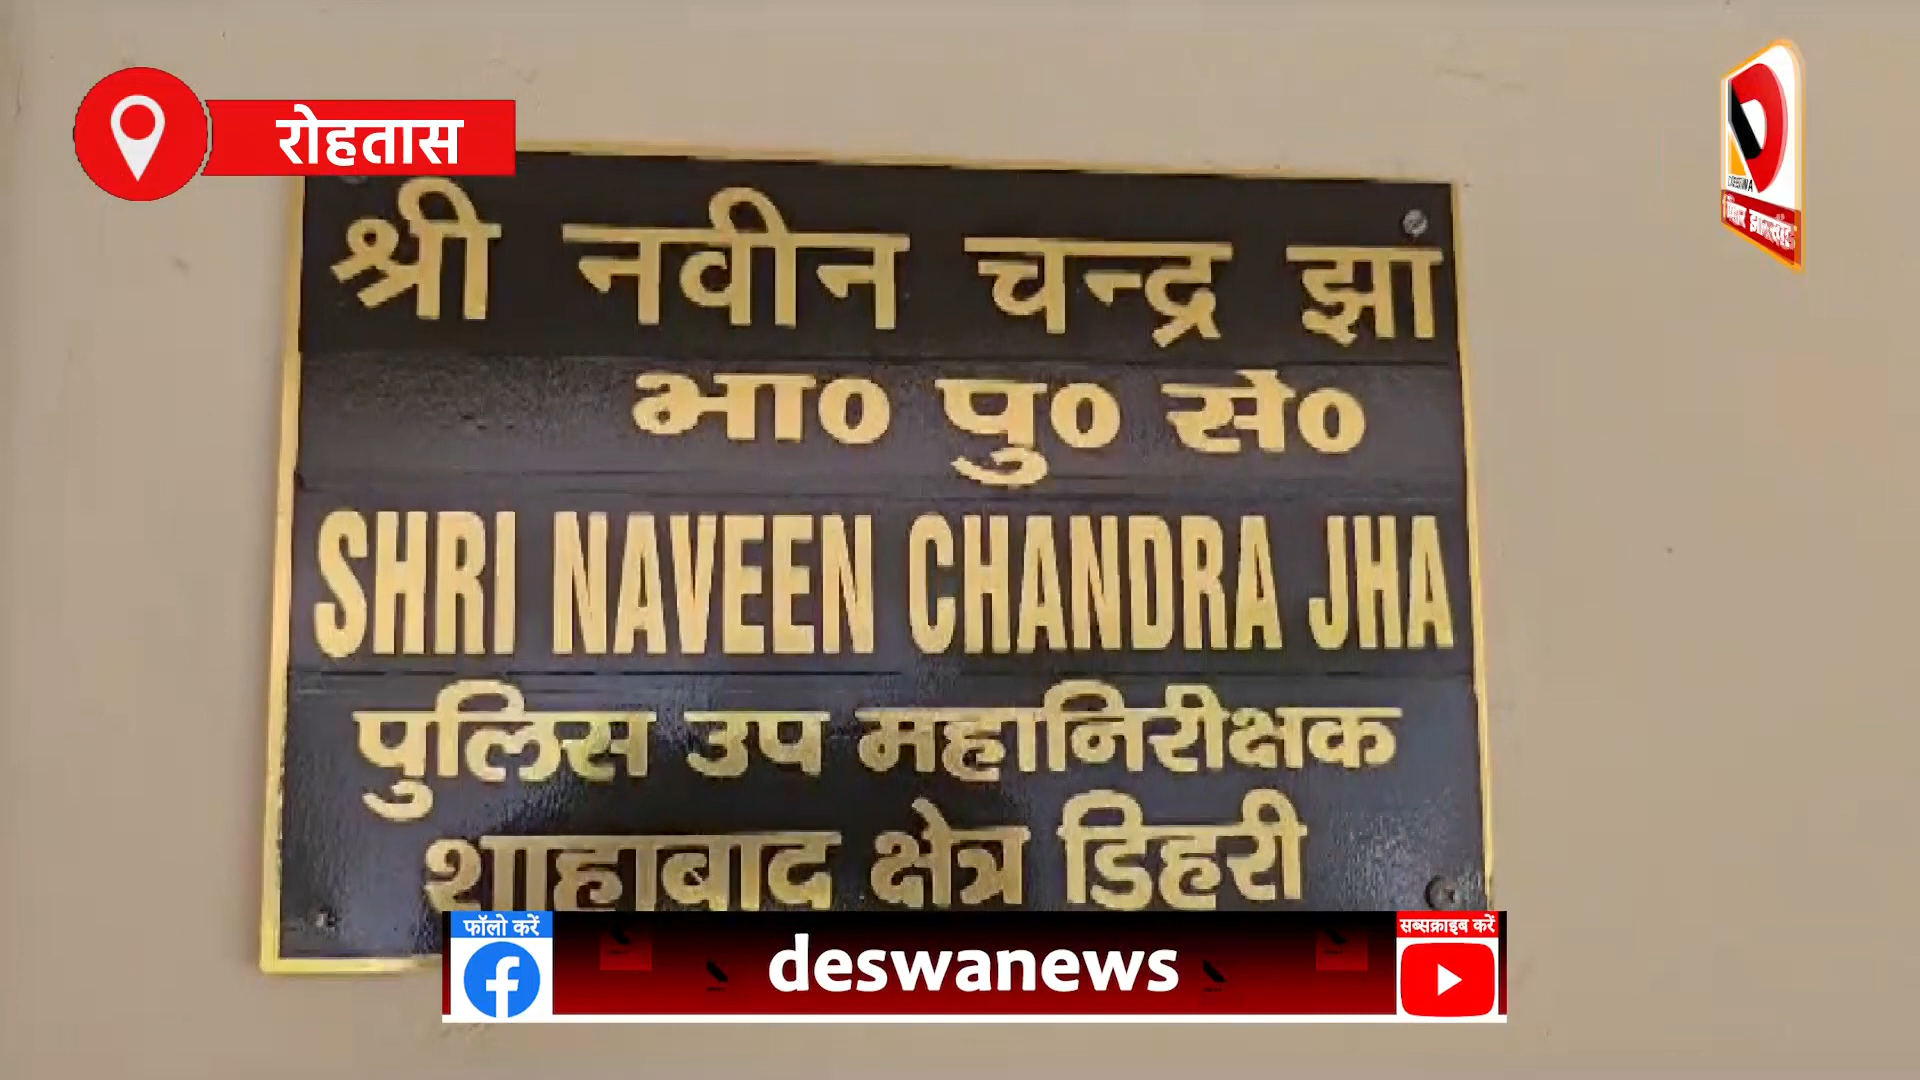 रोहतास
श्री नवीन चन्द्र झा
भा० पु० से०
SHRI NAVEEN CHANDRA JHA
पुलिस उप महानिरीक्षक
शाहाबाद क्षेत्र डिहरी
फॉलो करें
deswanews
सब्सक्राइब करें
बिहार झारखंड